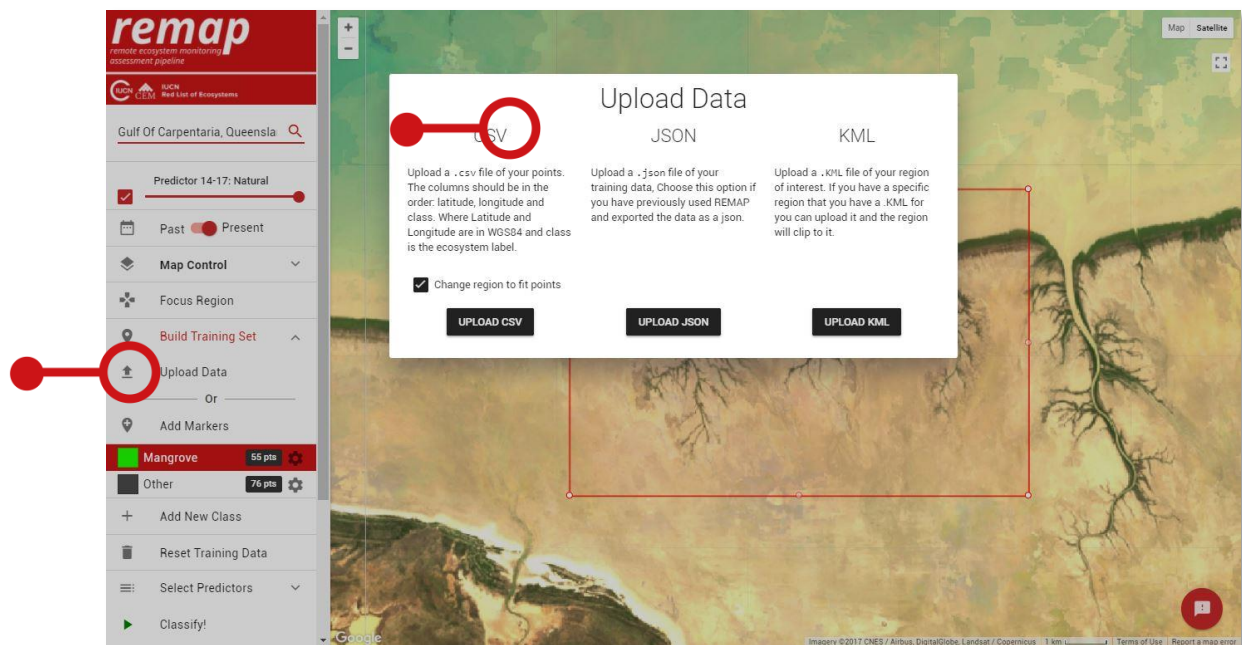 remap
remote ecosystem monitoring
assessment pipeline
IUCN
CEM
IUCN
Red List of Ecosystems
Gulf Of Carpentaria, Queensla
Predictor 14-17: Natural
Past Present
Map Control
Focus Region
Build Training Set
Upload Data
Or
Add Markers
Mangrove 55 pts
Other 76 pts
+ Add New Class
Reset Training Data
Select Predictors
Classify!
+
−
Map Satellite
Upload Data
CSV
Upload a .csv file of your points.
The columns should be in the
order: latitude, longitude and
class. Where Latitude and
Longitude are in WGS84 and class
is the ecosystem label.
Change region to fit points
UPLOAD CSV
JSON
Upload a .json file of your
training data, Choose this option if
you have previously used REMAP
and exported the data as a json.
UPLOAD JSON
KML
Upload a .KML file of your region
of interest. If you have a specific
region that you have a .KML for
you can upload it and the region
will clip to it.
UPLOAD KML
Google
Imagery ©2017 CNES / Airbus, DigitalGlobe, Landsat / Copernicus 1 km Terms of Use Report a map error